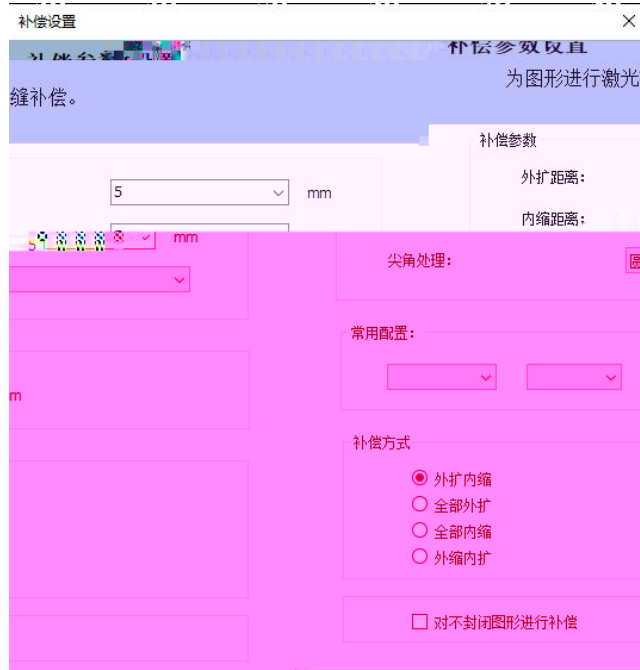 补偿设置
补偿参数设置
为图形进行激光
缝补偿。
补偿参数
外扩距离：
5 mm
内缩距离：
5 mm
尖角处理：
圆
常用配置：
m
补偿方式
外扩内缩
全部外扩
全部内缩
外缩内扩
对不封闭图形进行补偿